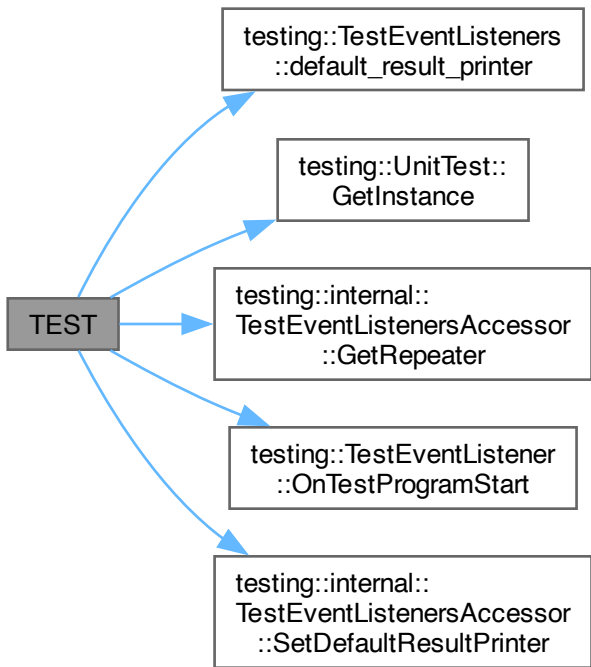 testing::TestEventListeners
::default_result_printer
testing::UnitTest::
GetInstance
TEST
testing::internal::
TestEventListenersAccessor
::GetRepeater
testing::TestEventListener
::OnTestProgramStart
testing::internal::
TestEventListenersAccessor
::SetDefaultResultPrinter